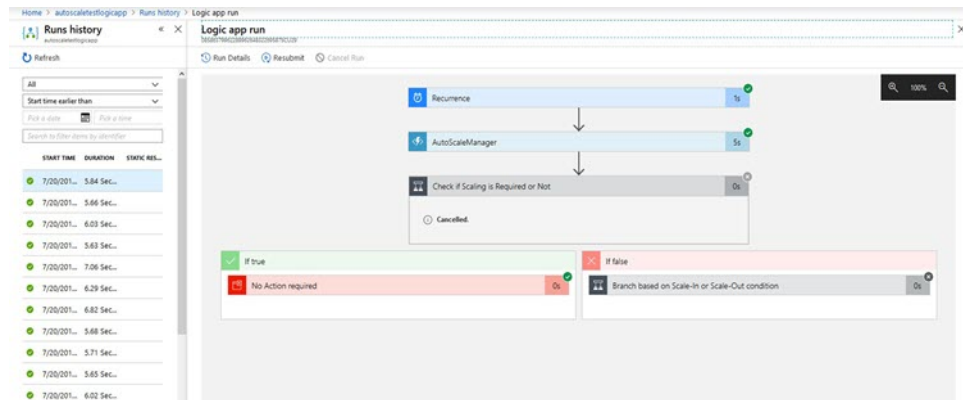 Home > autoscaletestlogicapp > Runs history > Logic app run
Runs history
autoscaletestlogicapp
Refresh
All
Start time earlier than
Pick a date
Pick a time
Search to filter items by identifier
START TIME DURATION STATIC RES...
7/20/201... 5.84 Sec...
7/20/201... 5.66 Sec...
7/20/201... 6.03 Sec...
7/20/201... 5.63 Sec...
7/20/201... 7.06 Sec...
7/20/201... 6.29 Sec...
7/20/201... 6.82 Sec...
7/20/201... 5.68 Sec...
7/20/201... 5.71 Sec...
7/20/201... 5.65 Sec...
7/20/201... 6.02 Sec...
Logic app run
Run Details Resubmit Cancel Run
100%
Recurrence 1s
AutoScaleManager 5s
Check if Scaling is Required or Not 0s
Cancelled.
If true
No Action required 0s
If false
Branch based on Scale-In or Scale-Out condition 0s